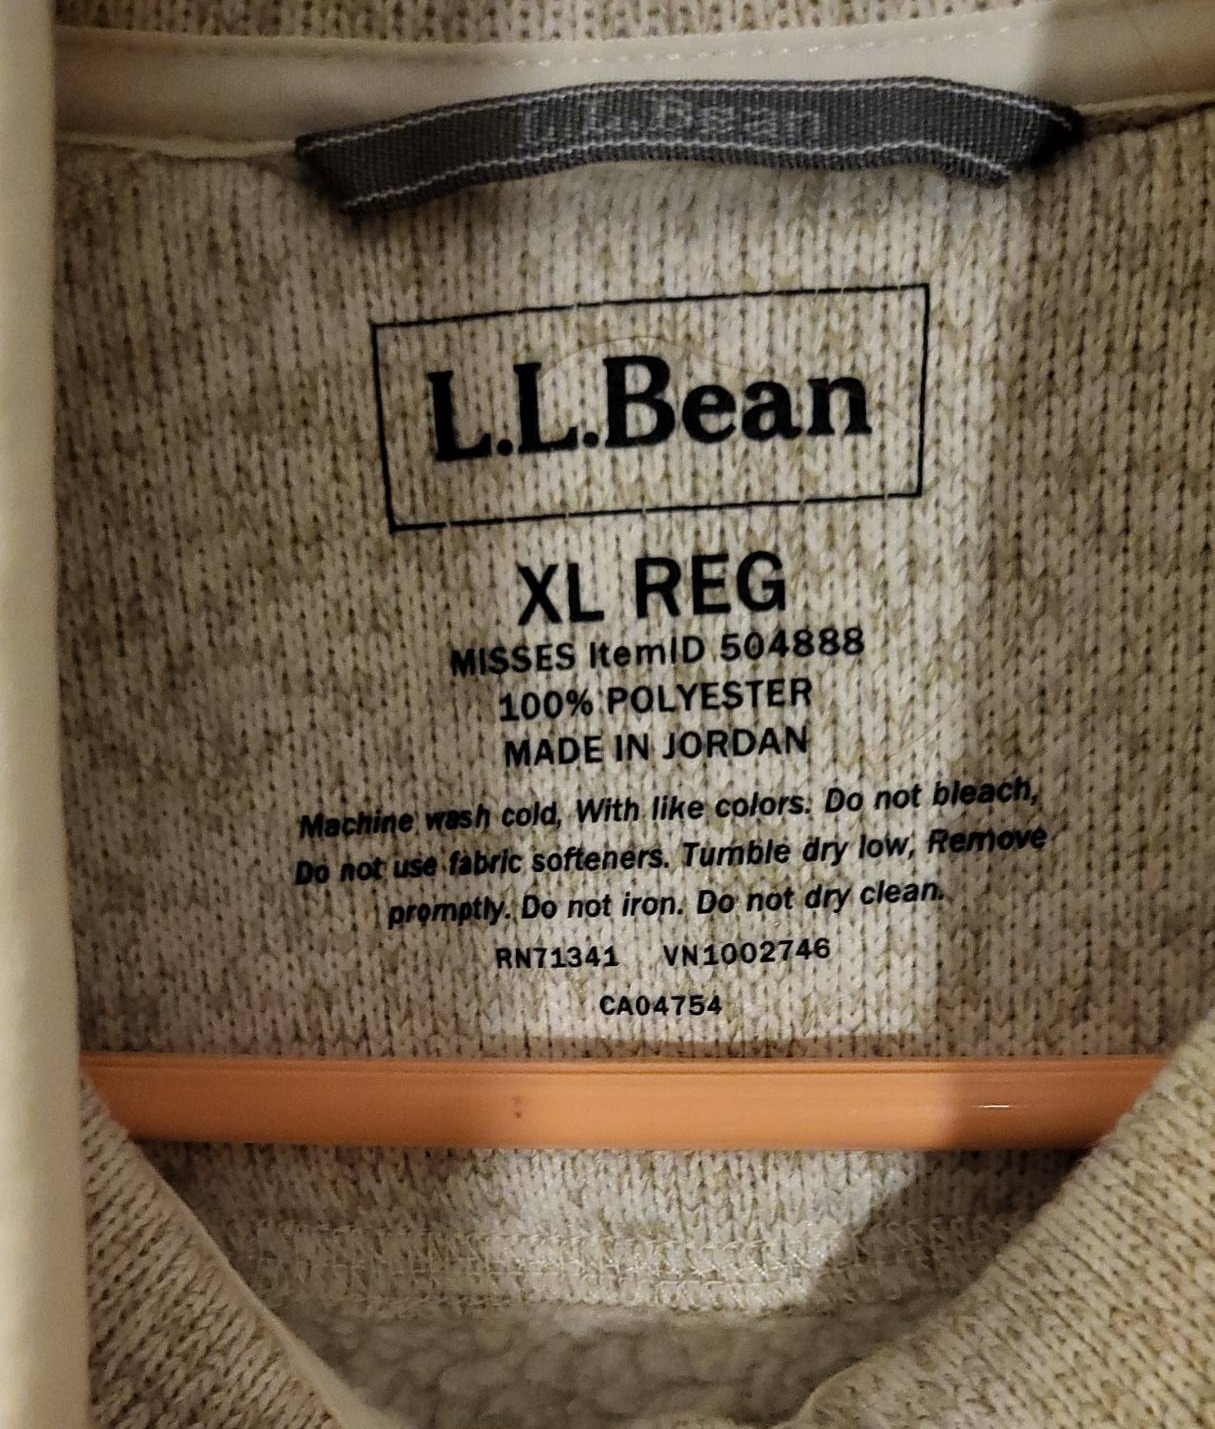 L.L.Bean
L.L.Bean
XL REG
MISSES ItemID 504888
100% POLYESTER
MADE IN JORDAN
Machine wash cold, With like colors. Do not bleach,
Do not use fabric softeners. Tumble dry low, Remove
promptly. Do not iron. Do not dry clean.
RN71341 VN1002746
CA04754